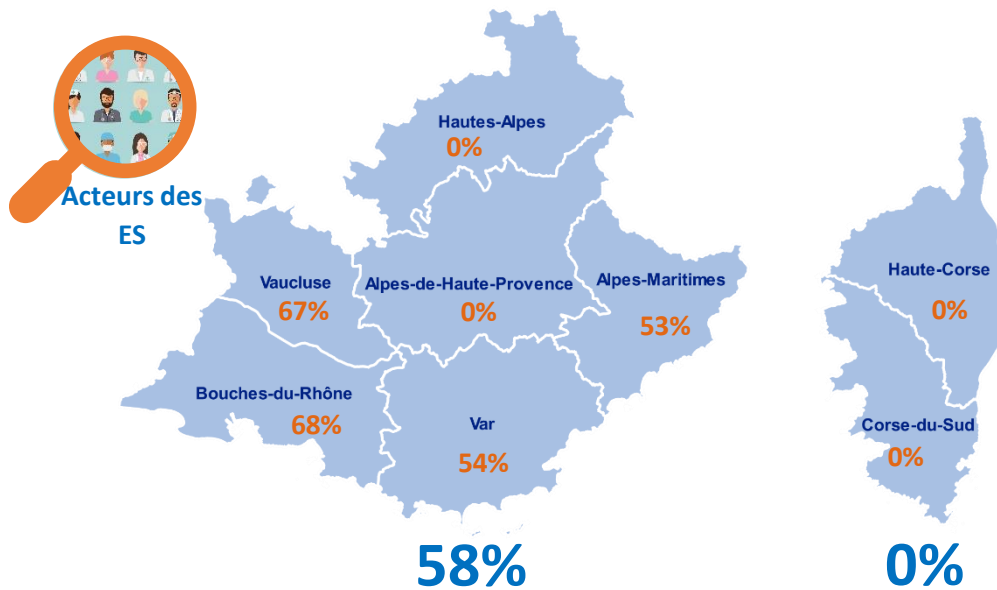 Acteurs des
ES
Hautes-Alpes
0%
Vaucluse
67%
Alpes-de-Haute-Provence
0%
Alpes-Maritimes
53%
Bouches-du-Rhône
68%
Var
54%
58%
Haute-Corse
0%
Corse-du-Sud
0%
0%